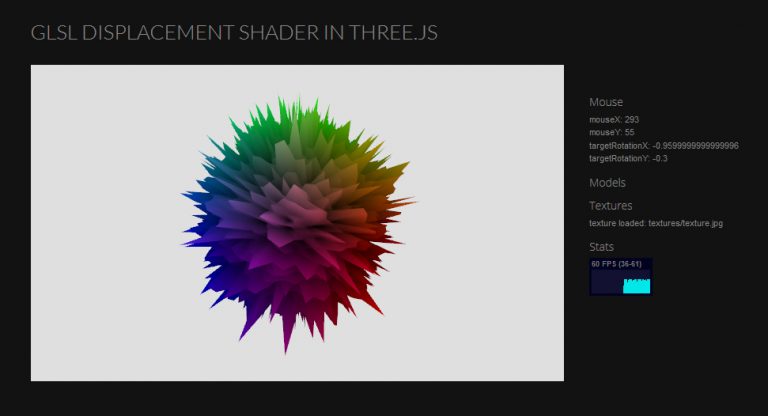 GLSL DISPLACEMENT SHADER IN THREE.JS
Mouse
mouseX: 293
mouseY: 55
targetRotationX: -0.9599999999999996
targetRotationY: -0.3
Models
Textures
texture loaded: textures/texture.jpg
Stats
60 FPS (36-61)